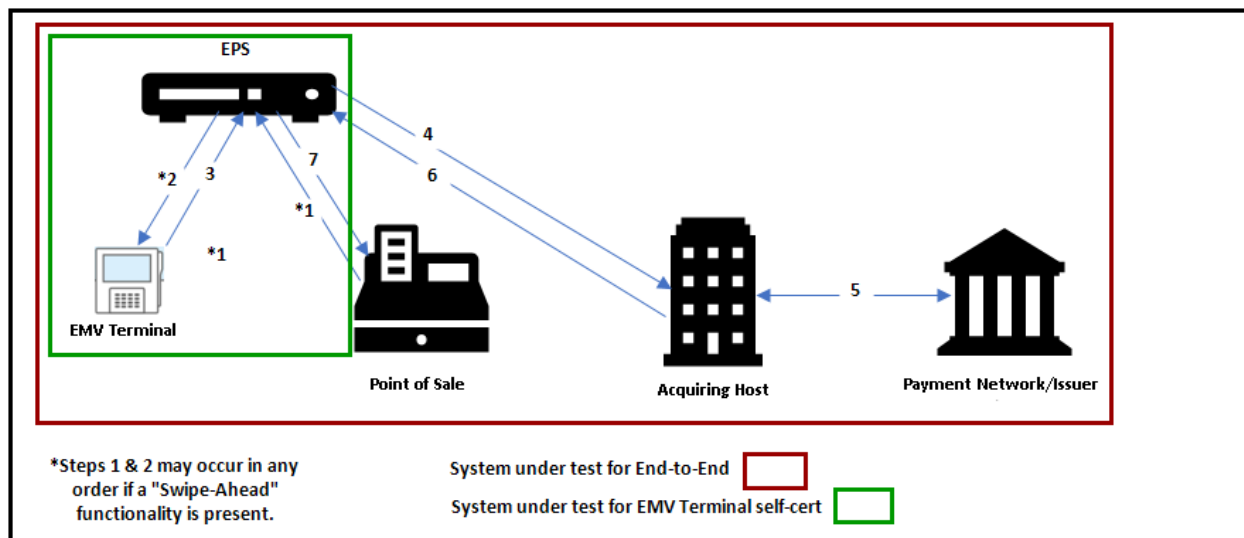 EPS
4
7
*2
3
6
*1
*1
5
EMV Terminal
Point of Sale
Acquiring Host
Payment Network/Issuer
*Steps 1 & 2 may occur in any
order if a "Swipe-Ahead"
functionality is present.
System under test for End-to-End
System under test for EMV Terminal self-cert